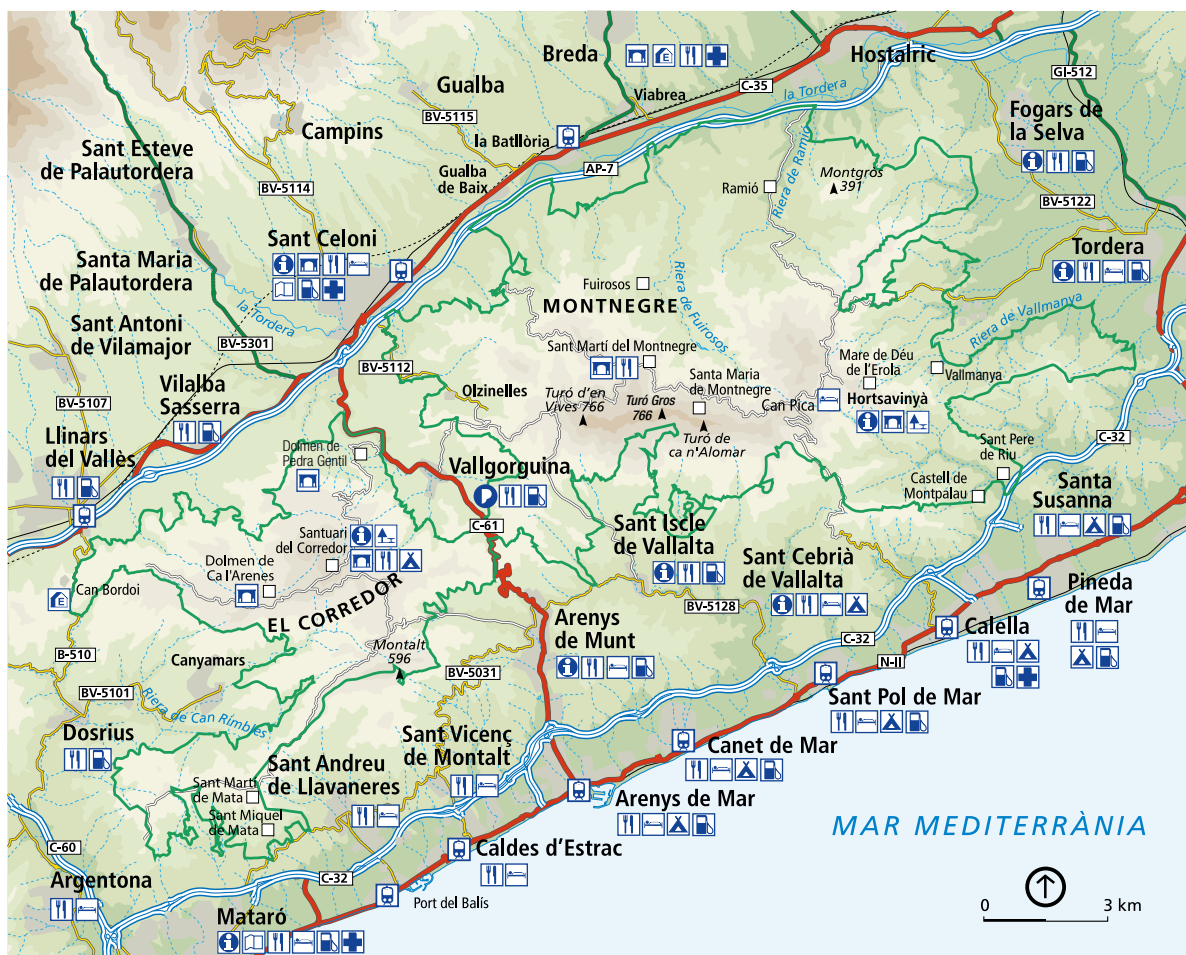 Breda
Hostalric
GI-512
Gualba
C-35
la Tordera
Viabrea
BV-5115
Fogars de
la Selva
Campins
la Batllòria
Sant Esteve
de Palautordera
Gualba
de Baix
AP-7
Riera de Ramió
Montgròs
391
Ramió
BV-5114
BV-5122
Sant Celoni
Tordera
Santa Maria
de Palautordera
Fuirosos
MONTNEGRE
Riera de Fuirosos
Riera de Vallmanya
la Tordera
Sant Antoni
de Vilamajor
BV-5301
Sant Martí del Montnegre
Mare de Déu
de l'Erola
Vallmanya
BV-5112
Santa Maria
de Montnegre
Olzinelles
Turó d'en
Vives 766
Turó Gros
766
Can Pica
Hortsavinyà
Vilalba
Sasserra
BV-5107
Llinars
del Vallès
Turó de
ca n'Alomar
C-32
Sant Pere
de Riu
Dolmen de
Pedra Gentil
Vallgorguina
Castell de
Montpalau
Santa
Susanna
C-61
Sant Iscle
de Vallalta
Santuari
del Corredor
Sant Cebrià
de Vallalta
Dolmen de
Ca l'Arenes
Can Bordoi
Pineda
de Mar
EL CORREDOR
BV-5128
Arenys
de Munt
Calella
C-32
Montalt
596
B-510
Canyamars
N-II
BV-5031
BV-5101
Sant Pol de Mar
Riera de Can Rimbles
Dosrius
Sant Vicenç
de Montalt
Canet de Mar
Sant Andreu
de Llavaneres
Sant Martí
de Mata
Arenys de Mar
Sant Miquel
de Mata
MAR MEDITERRÀNIA
C-60
Caldes d'Estrac
C-32
Argentona
Port del Balís
Mataró
0 3 km